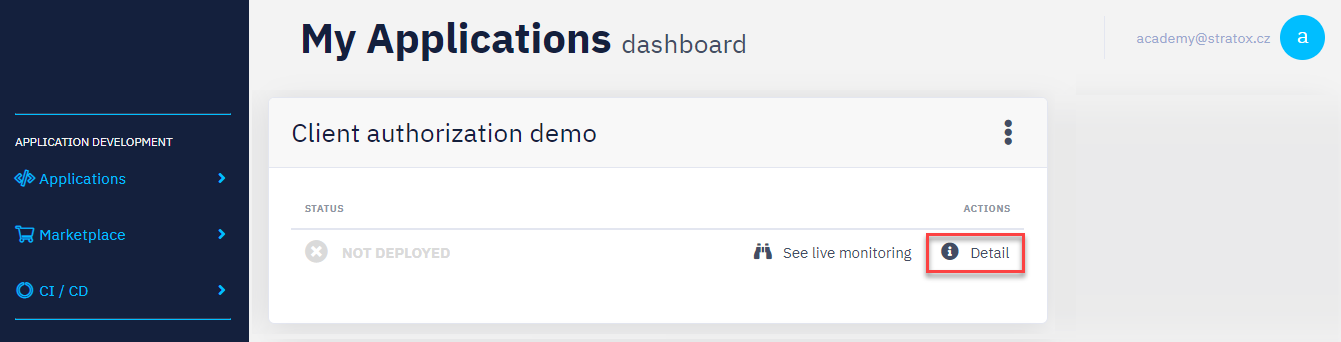 My Applications dashboard
academy@stratox.cz
a
APPLICATION DEVELOPMENT
Applications
Marketplace
CI / CD
Client authorization demo
STATUS ACTIONS
NOT DEPLOYED See live monitoring Detail